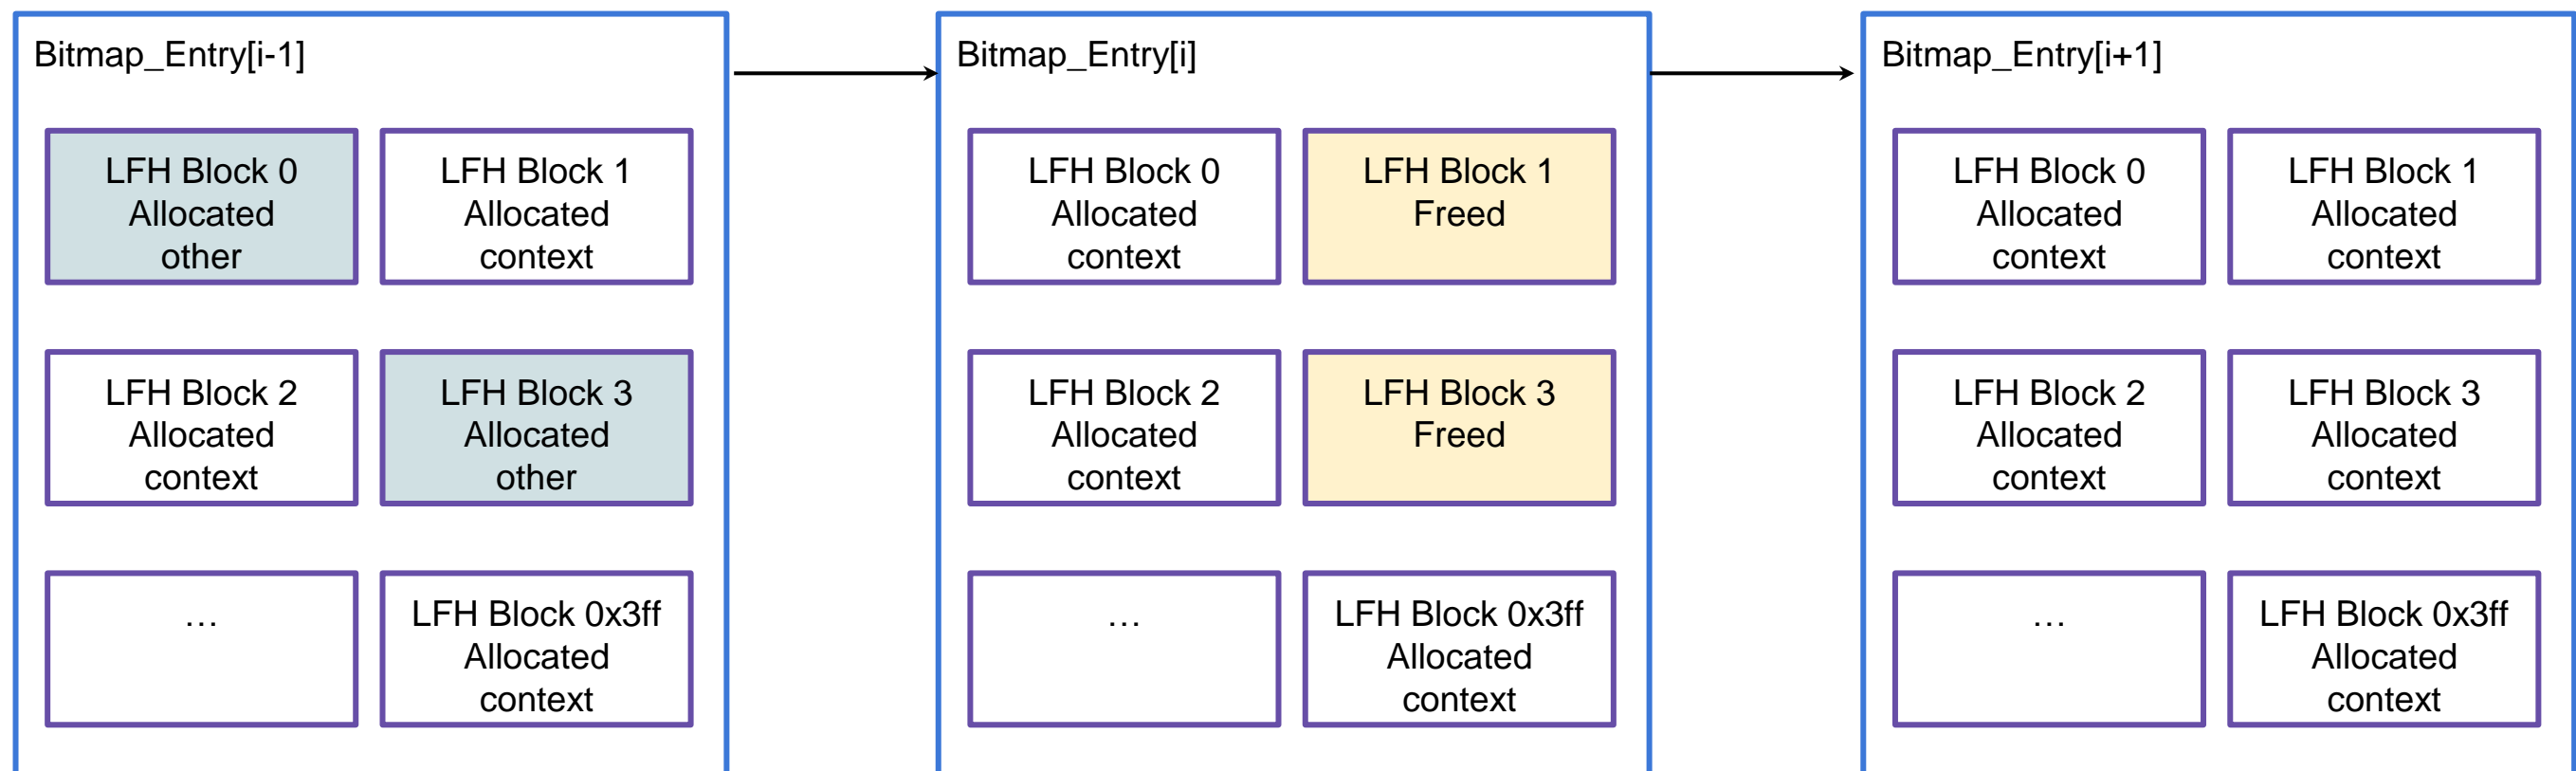 Bitmap_Entry[i-1]
LFH Block 0
Allocated
other
LFH Block 1
Allocated
context
LFH Block 2
Allocated
context
LFH Block 3
Allocated
other
...
LFH Block 0x3ff
Allocated
context
Bitmap_Entry[i]
LFH Block 0
Allocated
context
LFH Block 1
Freed
LFH Block 2
Allocated
context
LFH Block 3
Freed
...
LFH Block 0x3ff
Allocated
context
Bitmap_Entry[i+1]
LFH Block 0
Allocated
context
LFH Block 1
Allocated
context
LFH Block 2
Allocated
context
LFH Block 3
Allocated
context
...
LFH Block 0x3ff
Allocated
context